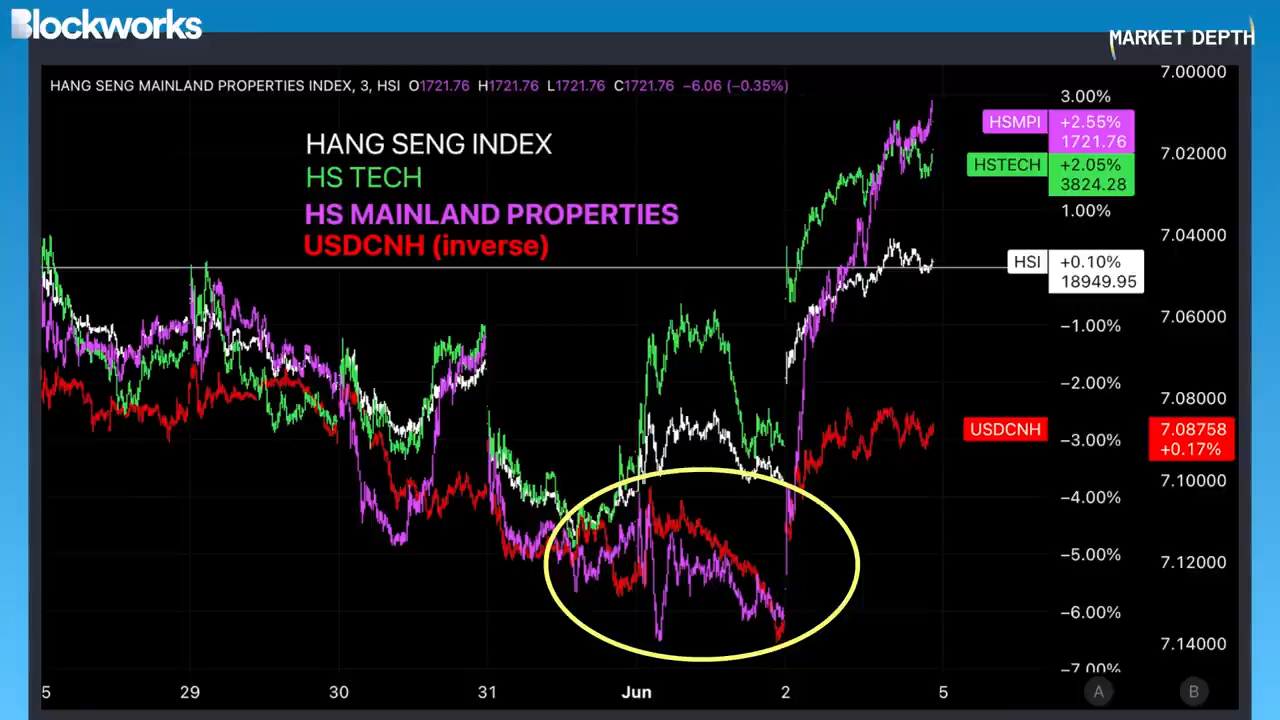 Blockworks
MARKET DEPTH
HANG SENG MAINLAND PROPERTIES INDEX, 3, HSI O1721.76 H1721.76 L1721.76 C1721.76 −6.06 (−0.35%)
HANG SENG INDEX
HS TECH
HS MAINLAND PROPERTIES
USDCNH (inverse)
3.00%
HSMPI +2.55%
1721.76
HSTECH +2.05%
3824.28
1.00%
HSI +0.10%
18949.95
−1.00%
−2.00%
−3.00%
−4.00%
−5.00%
−6.00%
−7.00%
7.00000
7.02000
7.04000
7.06000
7.08000
USDCNH 7.08758
+0.17%
7.10000
7.12000
7.14000
5 29 30 31 Jun 2 5
A B